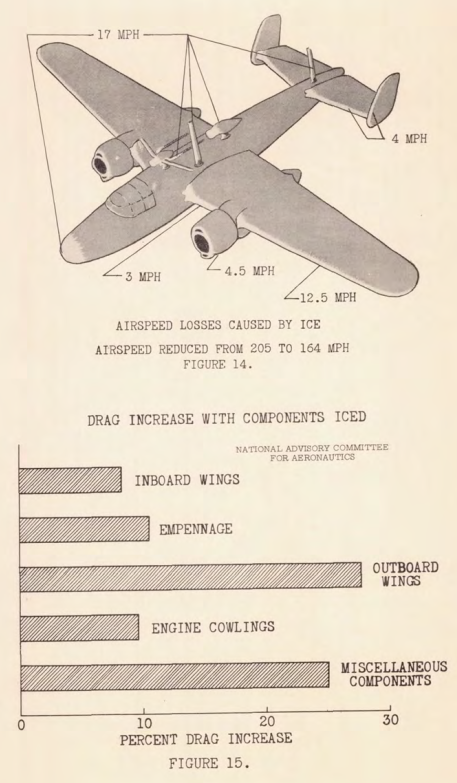 17 MPH
4 MPH
3 MPH
4.5 MPH
12.5 MPH
AIRSPEED LOSSES CAUSED BY ICE
AIRSPEED REDUCED FROM 205 TO 164 MPH
FIGURE 14.
DRAG INCREASE WITH COMPONENTS ICED
NATIONAL ADVISORY COMMITTEE
FOR AERONAUTICS
INBOARD WINGS
EMPENNAGE
OUTBOARD
WINGS
ENGINE COWLINGS
MISCELLANEOUS
COMPONENTS
0 10 20 30
PERCENT DRAG INCREASE
FIGURE 15.